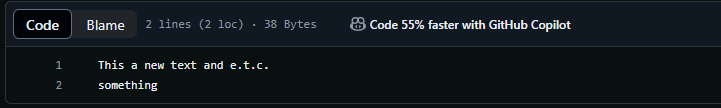 Code Blame 2 lines (2 loc) · 38 Bytes Code 55% faster with GitHub Copilot
1 This a new text and e.t.c.
2 something